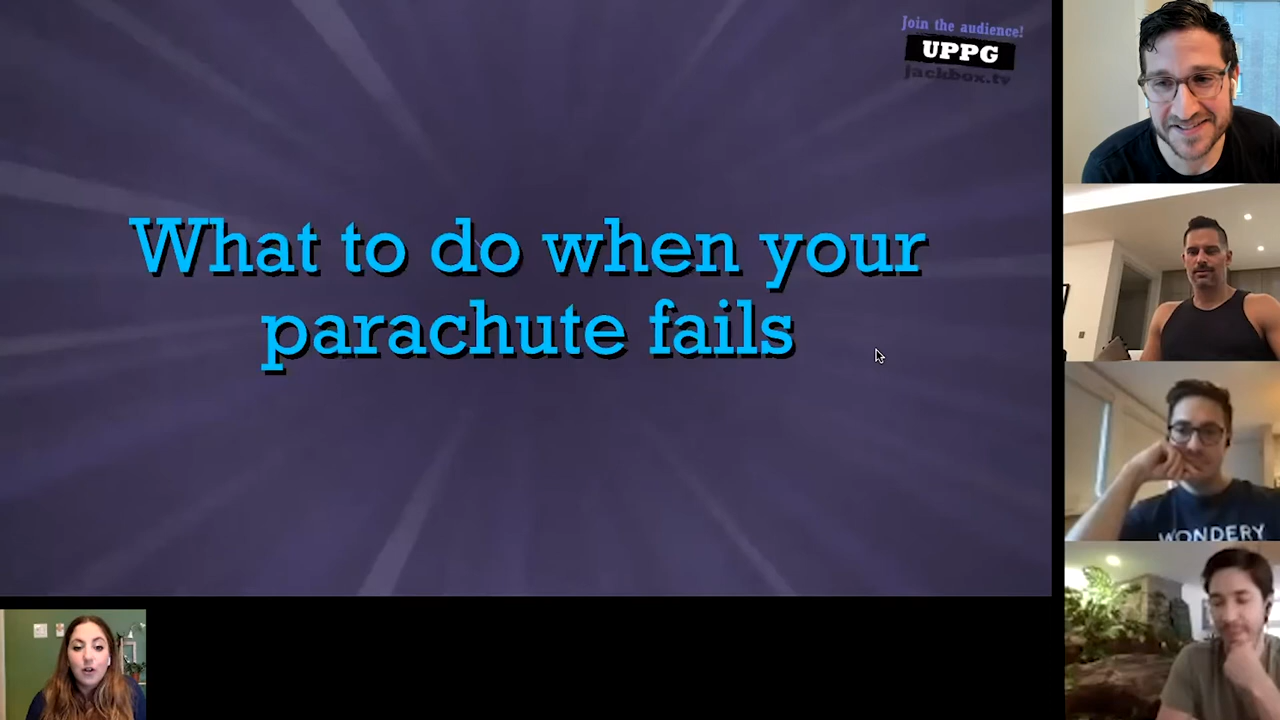 Join the audience!
UPPG
jackbox.tv
What to do when your
parachute fails
WONDERY